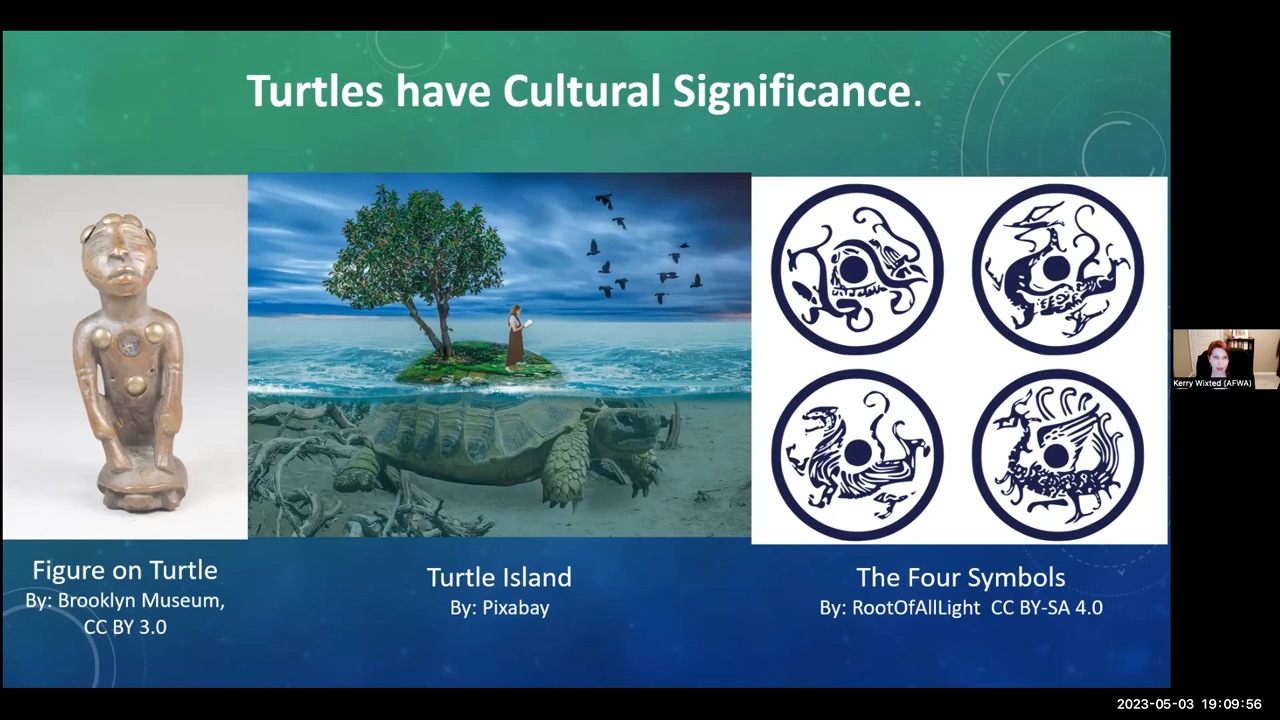 Turtles have Cultural Significance.
Figure on Turtle
By: Brooklyn Museum,
CC BY 3.0
Turtle Island
By: Pixabay
The Four Symbols
By: RootOfAllLight CC BY-SA 4.0
Kerry Wixted (AFWA)
2023-05-03 19:09:56